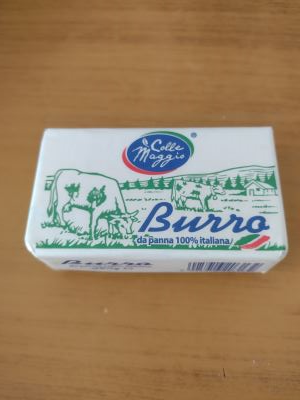 Colle
Maggio
®
Burro
da panna 100% italiana
Burro